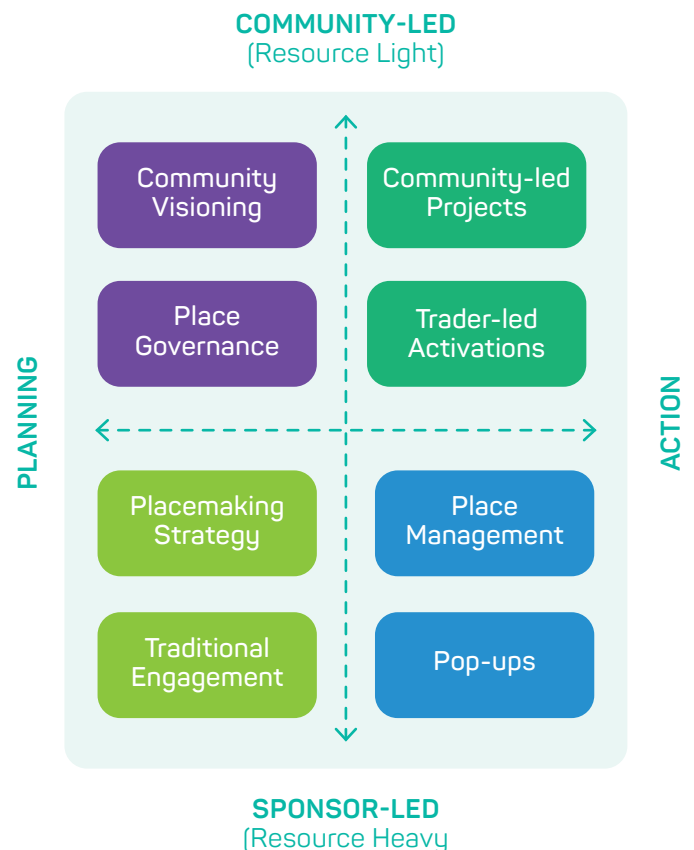 COMMUNITY-LED
(Resource Light)
Community
Visioning
Community-led
Projects
Place
Governance
Trader-led
Activations
PLANNING
ACTION
Placemaking
Strategy
Place
Management
Traditional
Engagement
Pop-ups
SPONSOR-LED
(Resource Heavy